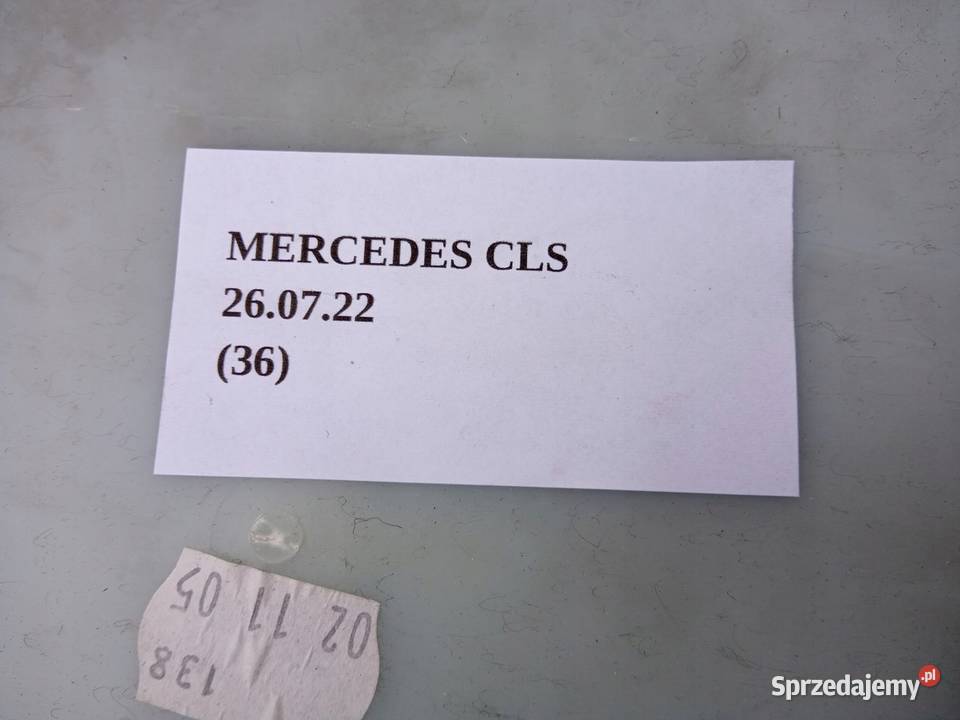 MERCEDES CLS
26.07.22
(36)
138
02 11 05
Sprzedajemy.pl